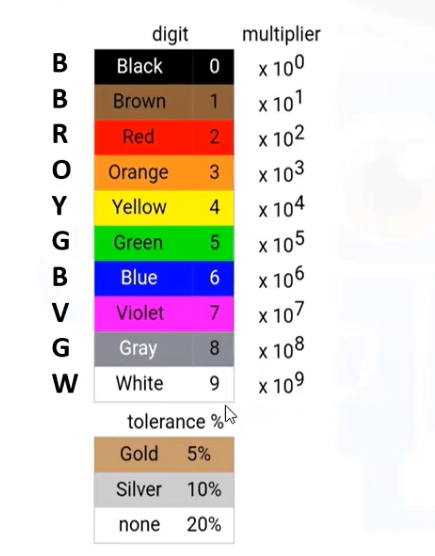 digit multiplier
B Black 0 x 10⁰
B Brown 1 x 10¹
R Red 2 x 10²
O Orange 3 x 10³
Y Yellow 4 x 10⁴
G Green 5 x 10⁵
B Blue 6 x 10⁶
V Violet 7 x 10⁷
G Gray 8 x 10⁸
W White 9 x 10⁹
tolerance %
Gold 5%
Silver 10%
none 20%